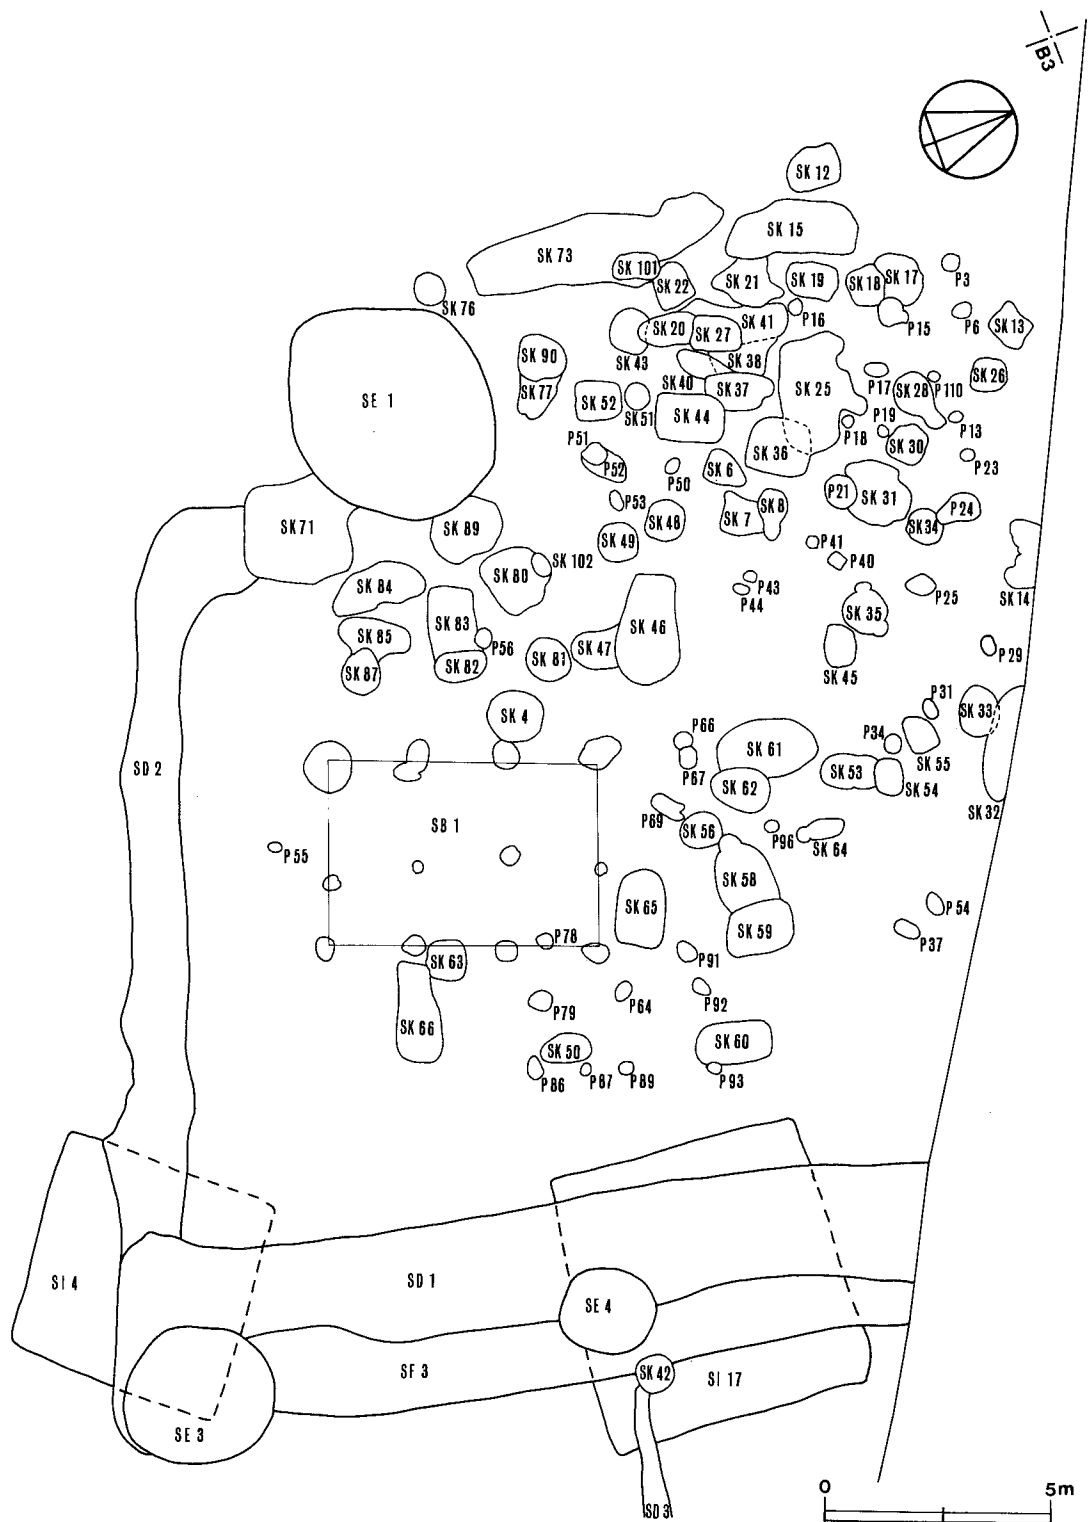 B3
SK 12
SK 15
SK 73
SK 101
SK 22
SK 21
SK 19
SK 18
SK 17
P3
SK 76
P16
P15
P6
SK 13
SK 20
SK 27
SK 41
SK 43
SK 90
SK 38
SK 40
SK 37
SK 25
P17
SK 28
P110
SK 26
SK 77
SE 1
SK 52
SK 51
SK 44
P19
P18
P13
SK 30
P51
P52
SK 36
P23
P50
SK 6
P53
P21
SK 31
SK 7
SK 8
P24
SK 34
SK 71
SK 89
SK 48
SK 49
P41
P40
SK 80
SK 102
P43
P44
P25
SK 14
SK 84
SK 83
SK 46
SK 35
SK 85
P56
SK 47
P29
SK 87
SK 82
SK 81
SK 45
P31
SK 33
SK 4
P66
SK 61
P34
SK 55
SD 2
P67
SK 53
SK 54
SK 62
SK 32
P69
SB 1
SK 56
P96
SK 64
P55
SK 58
SK 65
P54
SK 59
P37
P78
SK 63
P91
P79
P64
P92
SK 66
SK 50
SK 60
P86
P87
P89
P93
SI 4
SD 1
SE 4
SF 3
SK 42
SI 17
SE 3
SD 3
0 5m